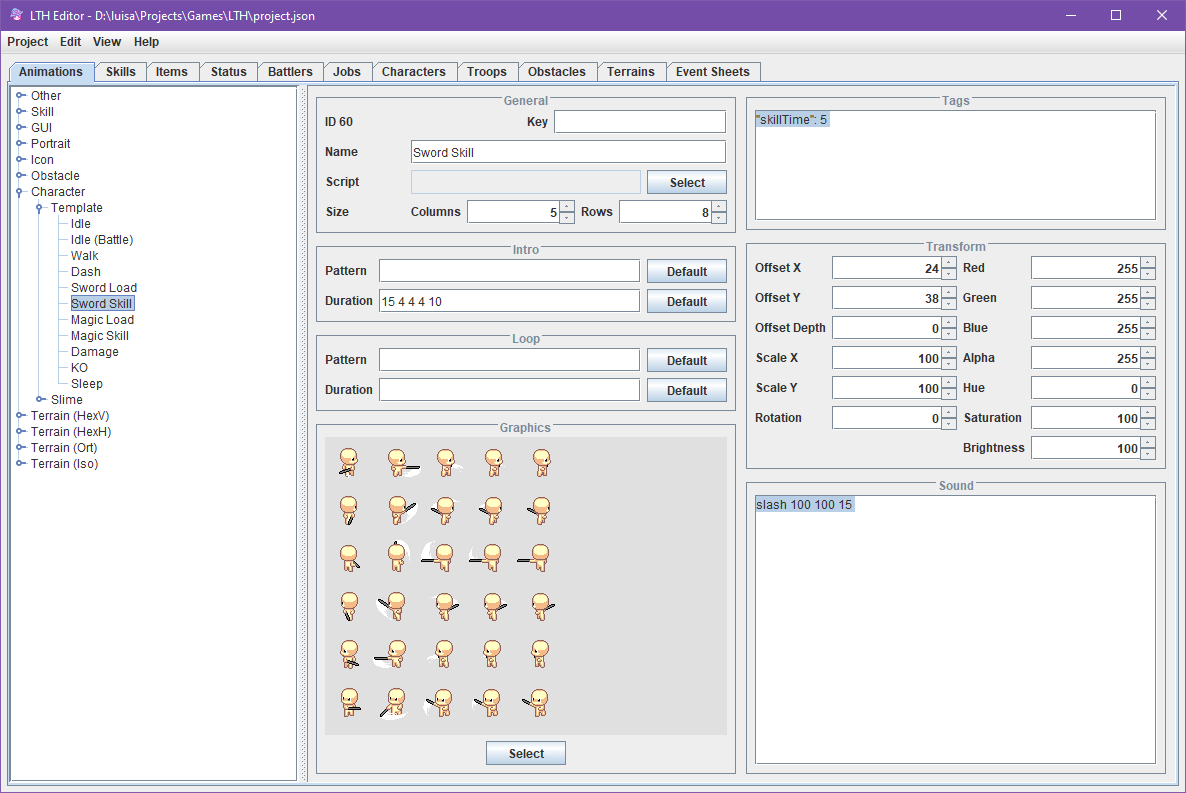 LTH Editor - D:\luisa\Projects\Games\LTH\project.json
Project Edit View Help
Animations Skills Items Status Battlers Jobs Characters Troops Obstacles Terrains Event Sheets
Other
Skill
GUI
Portrait
Icon
Obstacle
Character
Template
Idle
Idle (Battle)
Walk
Dash
Sword Load
Sword Skill
Magic Load
Magic Skill
Damage
KO
Sleep
Slime
Terrain (HexV)
Terrain (HexH)
Terrain (Ort)
Terrain (Iso)
General
ID 60 Key
Name Sword Skill
Script Select
Size Columns 5 Rows 8
Intro
Pattern Default
Duration 15 4 4 4 10 Default
Loop
Pattern Default
Duration Default
Graphics
Select
Tags
"skillTime": 5
Transform
Offset X 24 Red 255
Offset Y 38 Green 255
Offset Depth 0 Blue 255
Scale X 100 Alpha 255
Scale Y 100 Hue 0
Rotation 0 Saturation 100
Brightness 100
Sound
slash 100 100 15